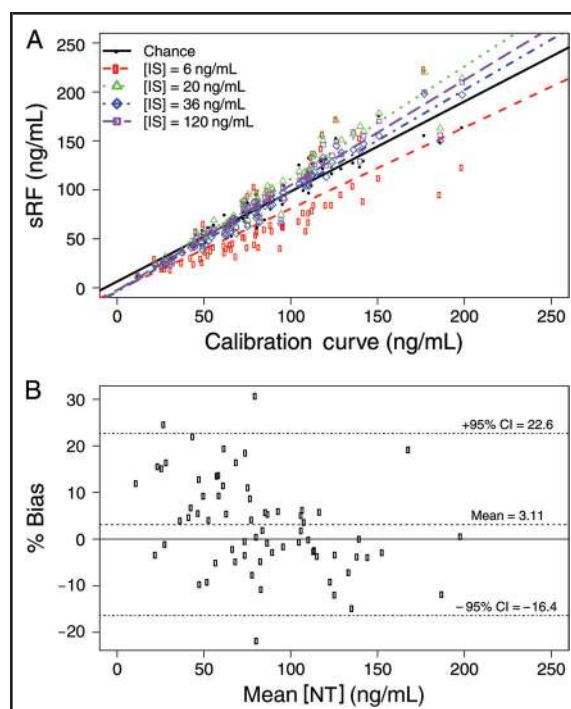 A
250
200
150
100
50
0
sRF (ng/mL)
Chance
[IS] = 6 ng/mL
[IS] = 20 ng/mL
[IS] = 36 ng/mL
[IS] = 120 ng/mL
0 50 100 150 200 250
Calibration curve (ng/mL)
B
30
20
10
0
-10
-20
% Bias
+95% CI = 22.6
Mean = 3.11
−95% CI = −16.4
0 50 100 150 200 250
Mean [NT] (ng/mL)